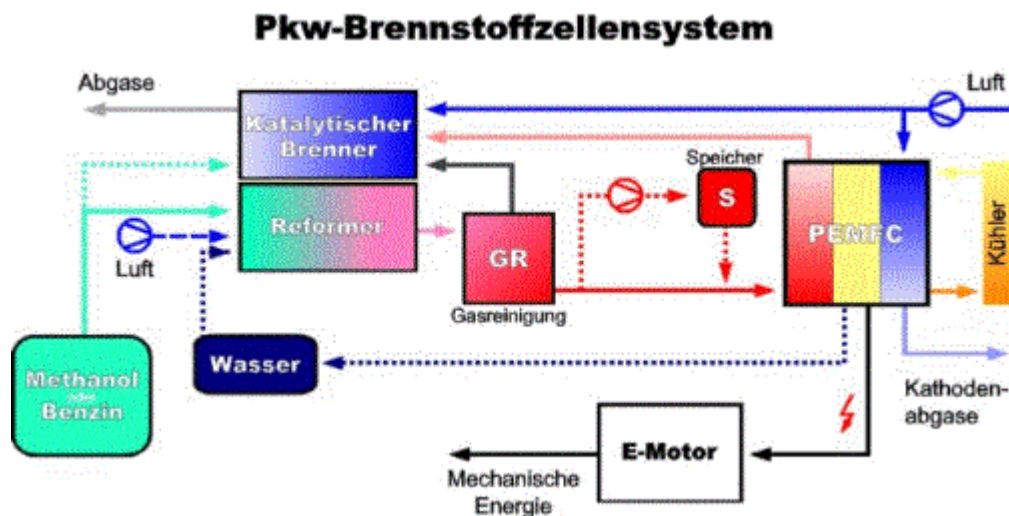 Pkw-Brennstoffzellensystem
Abgase
Luft
Katalytischer
Brenner
Speicher
S
Reformer
PEMFC
Kühler
Luft
GR
Gasreinigung
Wasser
Methanol
oder
Benzin
Kathoden-
abgase
E-Motor
Mechanische
Energie